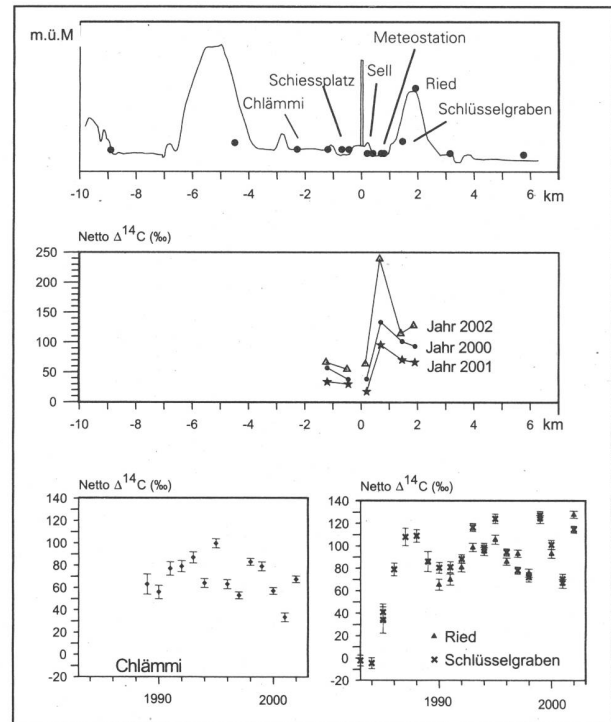 m.ü.M
Meteostation
Sell
Schiessplatz
Ried
Chlämmi
Schlüsselgraben
-10 -8 -6 -4 -2 0 2 4 6 km
Netto Δ¹⁴C (‰)
250
200
150
100
50
0
Jahr 2002
Jahr 2000
Jahr 2001
-10 -8 -6 -4 -2 0 2 4 6 km
Netto Δ¹⁴C (‰)
140
120
100
80
60
40
20
0
-20
Chlämmi
1990 2000
Netto Δ¹⁴C (‰)
140
120
100
80
60
40
20
0
-20
Ried
Schlüsselgraben
1990 2000